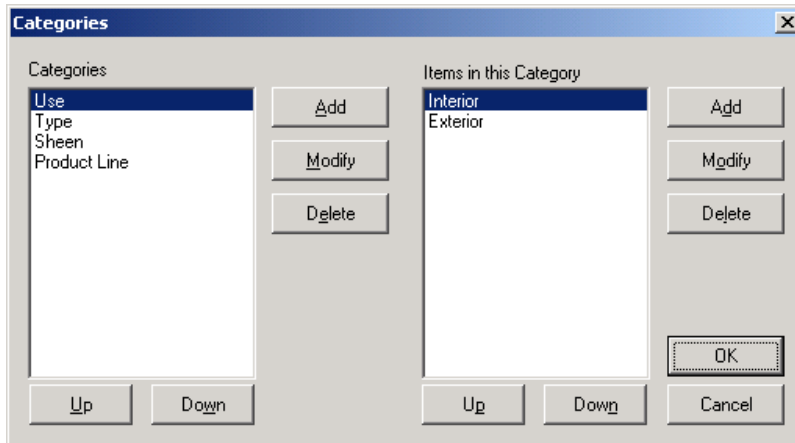 Categories
Categories
Use
Type
Sheen
Product Line
Add
Modify
Delete
Up
Down
Items in this Category
Interior
Exterior
Add
Modify
Delete
Up
Down
OK
Cancel